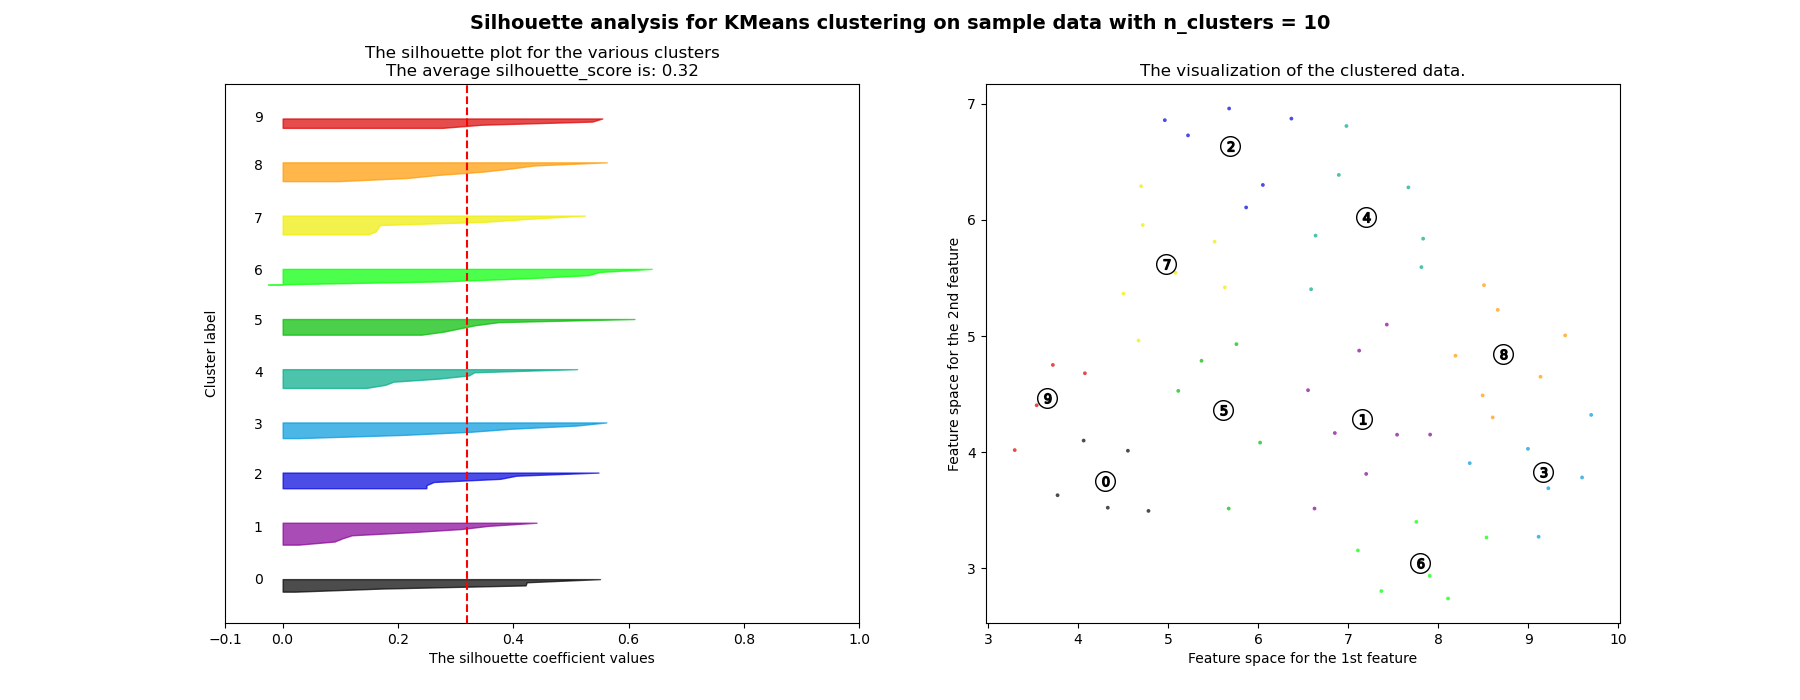 Silhouette analysis for KMeans clustering on sample data with n_clusters = 10
The silhouette plot for the various clusters
The average silhouette_score is: 0.32
9
8
7
6
5
4
3
2
1
0
Cluster label
−0.1 0.0 0.2 0.4 0.6 0.8 1.0
The silhouette coefficient values
The visualization of the clustered data.
7
6
5
4
3
Feature space for the 2nd feature
2
4
7
8
9
5
1
3
0
6
3 4 5 6 7 8 9 10
Feature space for the 1st feature